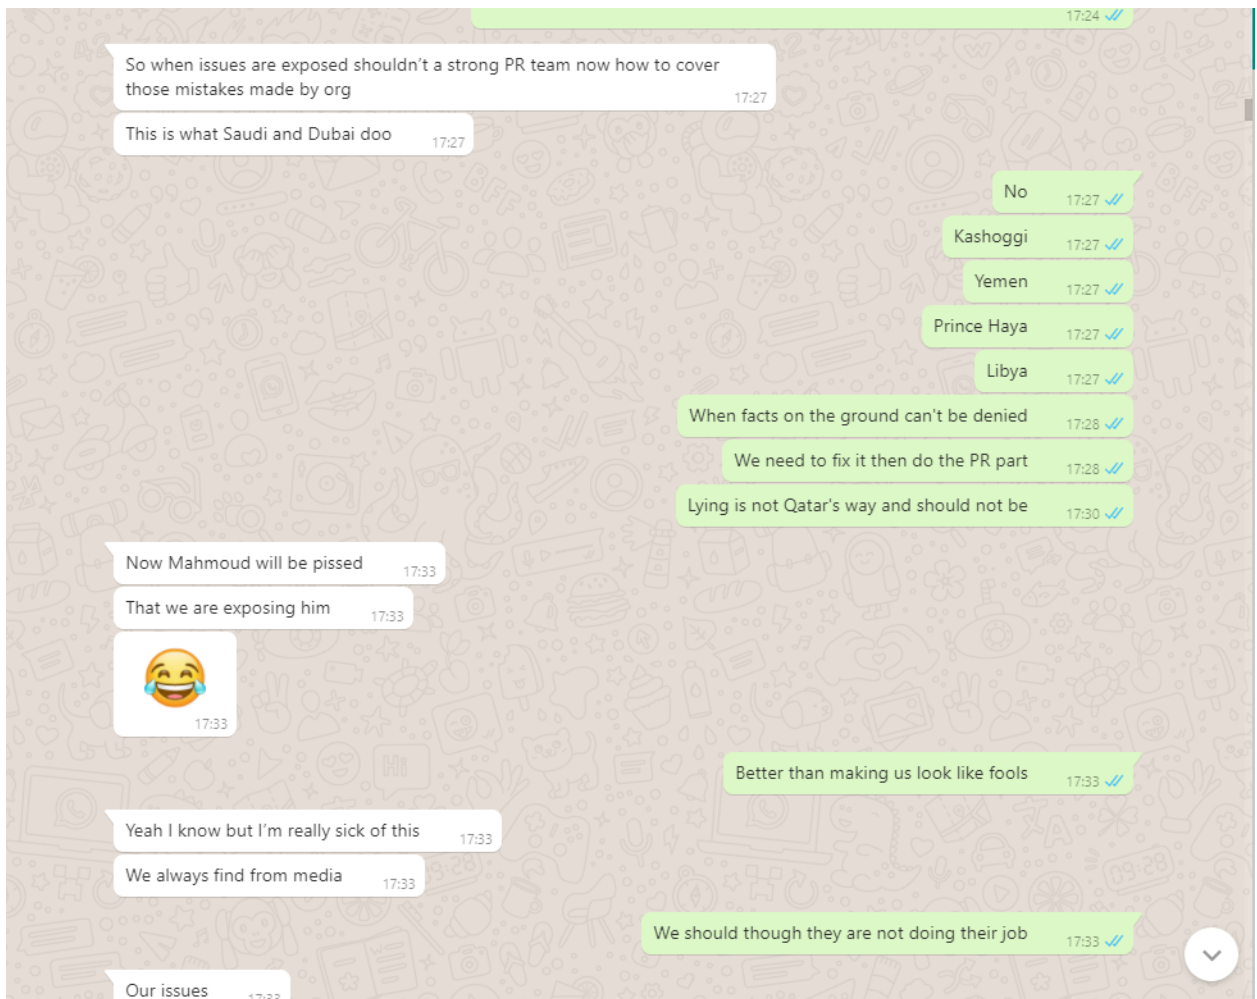 17:24
So when issues are exposed shouldn't a strong PR team now how to cover
those mistakes made by org
17:27
This is what Saudi and Dubai doo 17:27
No 17:27
Kashoggi 17:27
Yemen 17:27
Prince Haya 17:27
Libya 17:27
When facts on the ground can't be denied 17:28
We need to fix it then do the PR part 17:28
Lying is not Qatar's way and should not be 17:30
Now Mahmoud will be pissed 17:33
That we are exposing him 17:33
😂
17:33
Better than making us look like fools 17:33
Yeah I know but I'm really sick of this 17:33
We always find from media 17:33
We should though they are not doing their job 17:33
Our issues 17:33